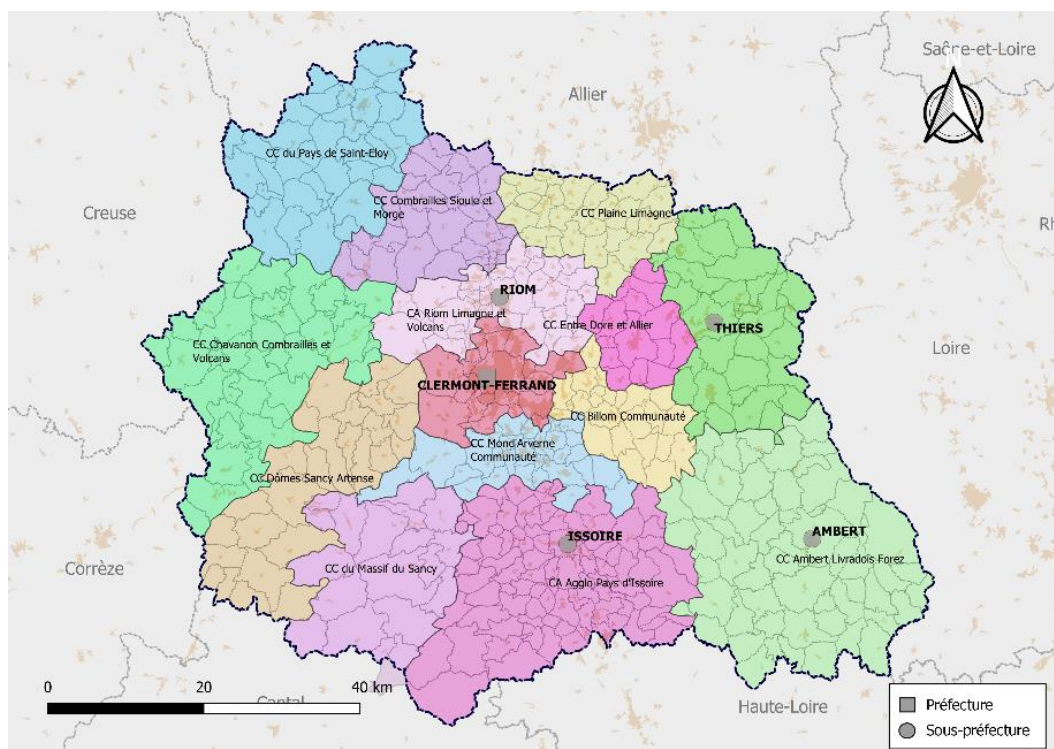 Saône-et-Loire
N
Allier
CC du Pays de Saint-Eloy
Creuse
CC Combrailles Sioule et
Morge
CC Plaine Limagne
RIOM
CA Riom Limagne et
Volcans
CC Entre Dore et Allier
THIERS
CC Chavanon Combrailles et
Volcans
Loire
CLERMONT-FERRAND
CC Billom Communauté
CC Mond Arverne
Communauté
CC Dômes Sancy Artense
ISSOIRE
AMBERT
CC Ambert Livradois Forez
Corrèze
CC du Massif du Sancy
CA Agglo Pays d'Issoire
0
20
40 km
Cantal
Haute-Loire
Préfecture
Sous-préfecture